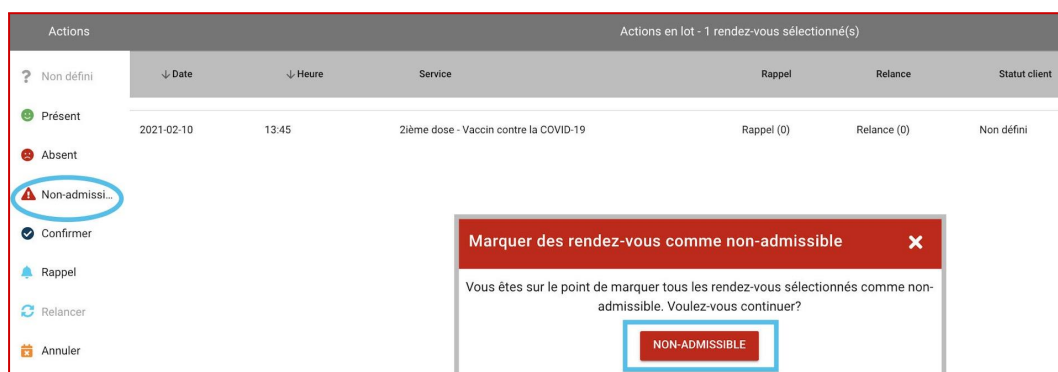 Actions
Actions en lot - 1 rendez-vous sélectionné(s)
? Non défini
↓ Date
↓ Heure
Service
Rappel
Relance
Statut client
Présent
2021-02-10
13:45
2ième dose - Vaccin contre la COVID-19
Rappel (0)
Relance (0)
Non défini
Absent
Non-admissi...
Confirmer
Marquer des rendez-vous comme non-admissible
Rappel
Vous êtes sur le point de marquer tous les rendez-vous sélectionnés comme non-
admissible. Voulez-vous continuer?
Relancer
NON-ADMISSIBLE
Annuler